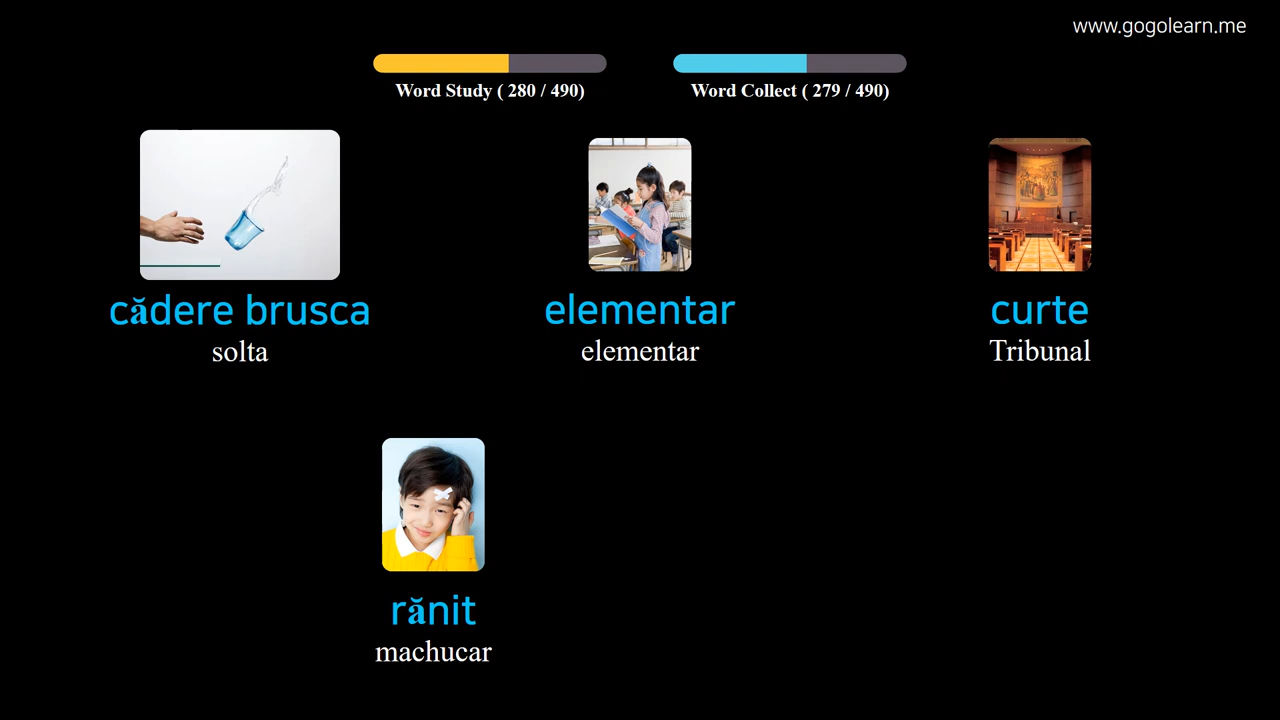 www.gogolearn.me
Word Study ( 280 / 490)
Word Collect ( 279 / 490)
cădere brusca
solta
elementar
elementar
curte
Tribunal
rănit
machucar